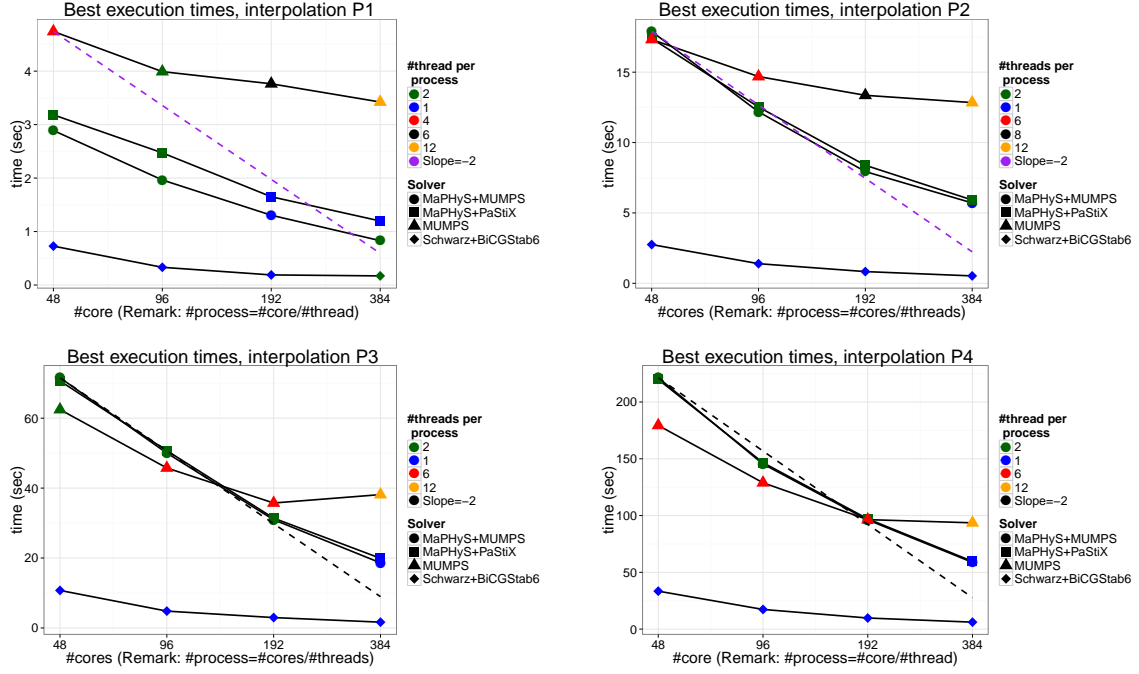 Best execution times, interpolation P1
time (sec)
4
3
2
1
0
48
96
192
384
#core (Remark: #process=#core/#thread)
#thread per
process
2
1
4
6
12
Slope=−2
Solver
MaPHyS+MUMPS
MaPHyS+PaStiX
MUMPS
Schwarz+BiCGStab6
Best execution times, interpolation P2
time (sec)
15
10
5
0
48
96
192
384
#cores (Remark: #process=#cores/#threads)
#threads per
process
2
1
6
8
12
Slope=−2
Solver
MaPHyS+MUMPS
MaPHyS+PaStiX
MUMPS
Schwarz+BiCGStab6
Best execution times, interpolation P3
time (sec)
60
40
20
0
48
96
192
384
#cores (Remark: #process=#cores/#threads)
#threads per
process
2
1
6
12
Slope=−2
Solver
MaPHyS+MUMPS
MaPHyS+PaStiX
MUMPS
Schwarz+BiCGStab6
Best execution times, interpolation P4
time (sec)
200
150
100
50
0
48
96
192
384
#core (Remark: #process=#core/#thread)
#thread per
process
2
1
6
12
Slope=−2
Solver
MaPHyS+MUMPS
MaPHyS+PaStiX
MUMPS
Schwarz+BiCGStab6